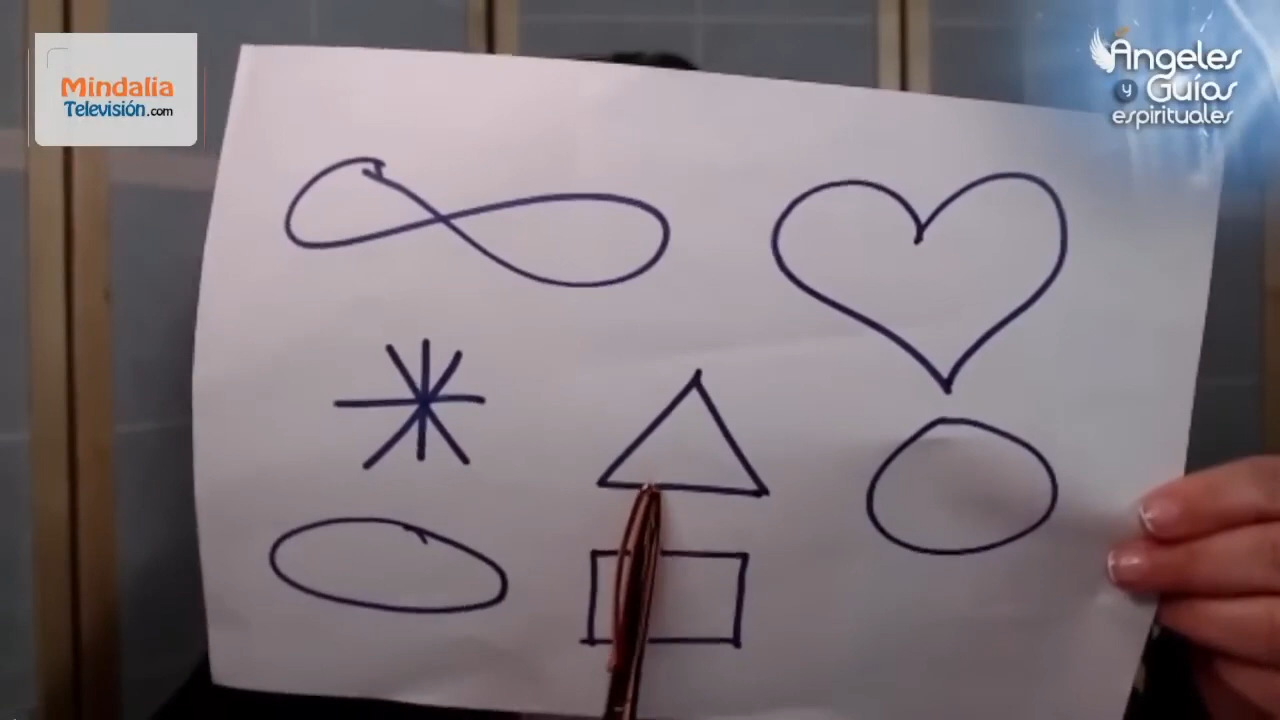 Mindalia
Televisión.com
Ángeles
y Guías
espirituales